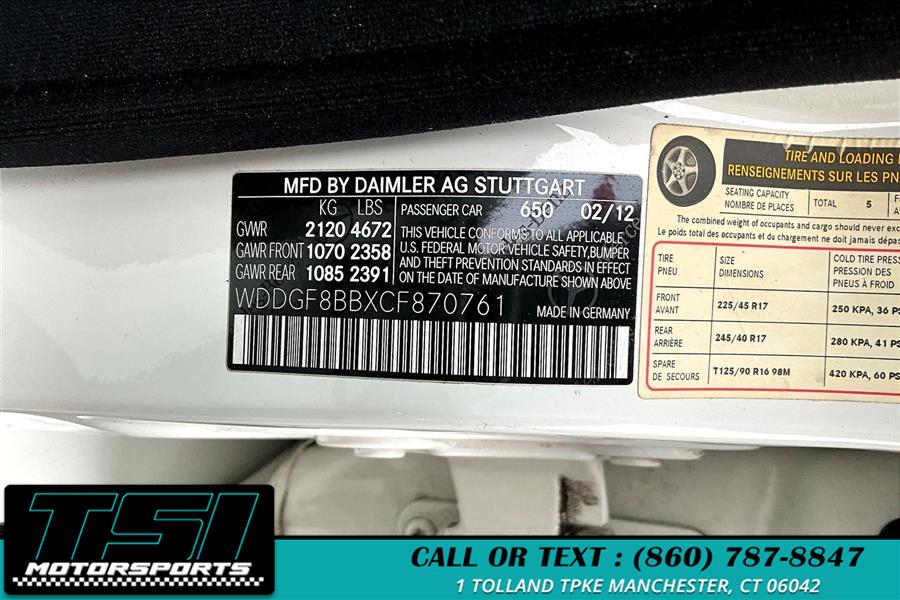 MFD BY DAIMLER AG STUTTGART
KG LBS
GVWR 2120 4672
GAWR FRONT 1070 2358
GAWR REAR 1085 2391
PASSENGER CAR 650 02/12
THIS VEHICLE CONFORMS TO ALL APPLICABLE
U.S. FEDERAL MOTOR VEHICLE SAFETY, BUMPER
AND THEFT PREVENTION STANDARDS IN EFFECT
ON THE DATE OF MANUFACTURE SHOWN ABOVE
WDDGF8BBXCF870761 MADE IN GERMANY
TIRE AND LOADING
RENSEIGNEMENTS SUR LES
SEATING CAPACITY
NOMBRE DE PLACES
TOTAL 5
The combined weight of occupants and cargo should never
Le poids total des occupants et du chargement ne doit jamais
TIRE
PNEU
SIZE
DIMENSIONS
COLD TIRE
PRESSION DES
PNEUS À FROID
FRONT
AVANT
225/45 R17 250 KPA, 36
REAR
ARRIÈRE
245/40 R17 280 KPA, 41
SPARE
DE SECOURS
T125/90 R16 98M 420 KPA, 60
TSI
MOTORSPORTS
CALL OR TEXT : (860) 787-8847
1 TOLLAND TPKE MANCHESTER, CT 06042